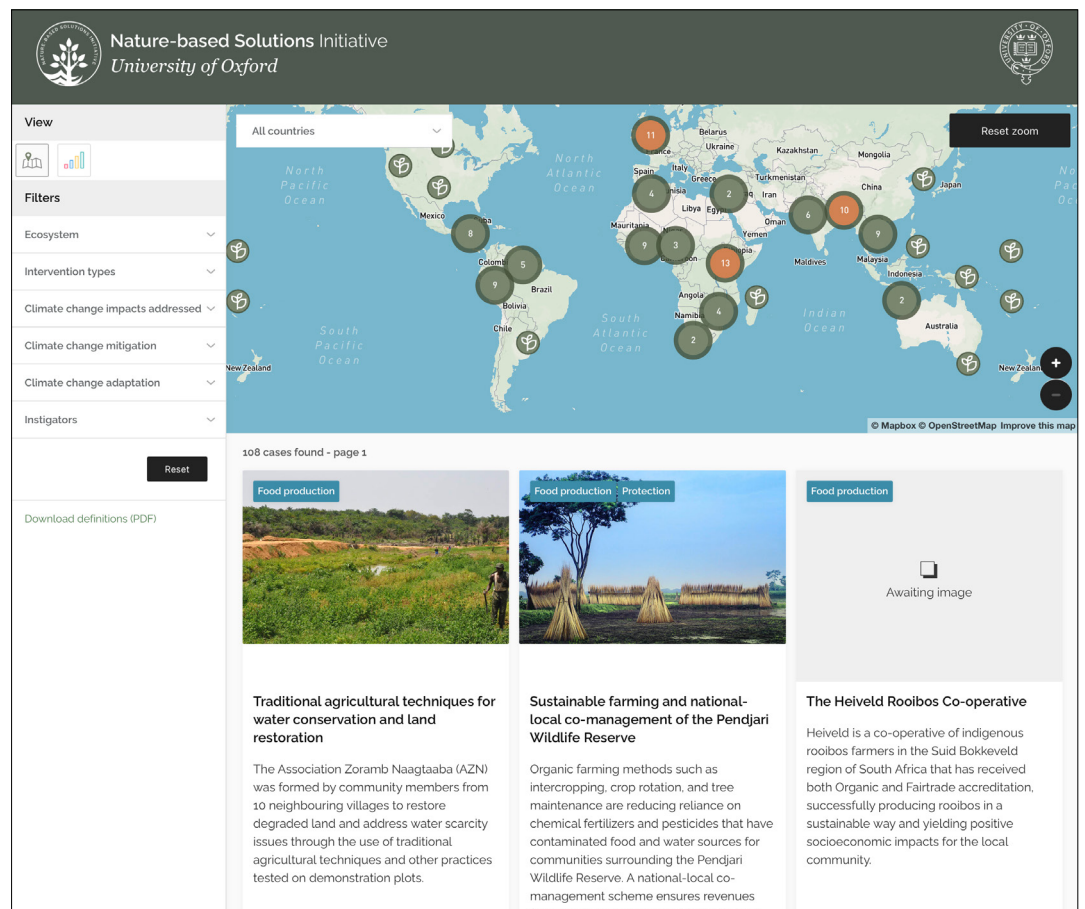 Nature-based Solutions Initiative
University of Oxford
NATURE-BASED SOLUTIONS INITIATIVE
UNIVERSITY OF OXFORD
View
Filters
Ecosystem
Intervention types
Climate change impacts addressed
Climate change mitigation
Climate change adaptation
Instigators
Reset
Download definitions (PDF)
All countries
Reset zoom
North
Pacific
Ocean
North
Atlantic
Ocean
South
Pacific
Ocean
South
Atlantic
Ocean
Indian
Ocean
Belarus
Ukraine
Kazakhstan
Mongolia
Spain
Italy
Greece
Turkmenistan
China
Japan
Iran
Libya
Oman
Yemen
Mexico
Mauritania
Maldives
Malaysia
Indonesia
Brazil
Bolivia
Chile
Angola
Namibia
Australia
New Zealand
11
4
2
6
10
9
8
5
9
9
3
13
4
2
2
+
−
© Mapbox © OpenStreetMap Improve this map
108 cases found - page 1
Food production
Traditional agricultural techniques for
water conservation and land
restoration
The Association Zoramb Naagtaaba (AZN)
was formed by community members from
10 neighbouring villages to restore
degraded land and address water scarcity
issues through the use of traditional
agricultural techniques and other practices
tested on demonstration plots.
Food production Protection
Sustainable farming and national-
local co-management of the Pendjari
Wildlife Reserve
Organic farming methods such as
intercropping, crop rotation, and tree
maintenance are reducing reliance on
chemical fertilizers and pesticides that have
contaminated food and water sources for
communities surrounding the Pendjari
Wildlife Reserve. A national-local co-
management scheme ensures revenues
Food production
Awaiting image
The Heiveld Rooibos Co-operative
Heiveld is a co-operative of indigenous
rooibos farmers in the Suid Bokkeveld
region of South Africa that has received
both Organic and Fairtrade accreditation,
successfully producing rooibos in a
sustainable way and yielding positive
socioeconomic impacts for the local
community.